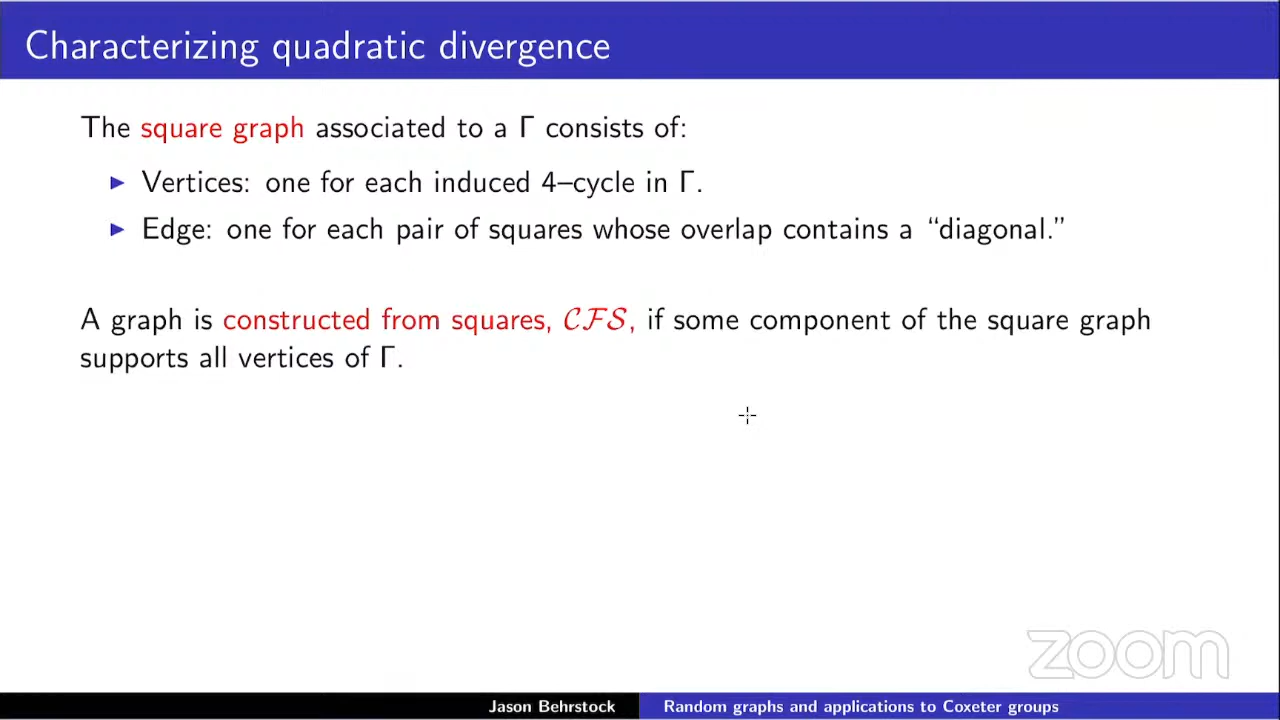 Characterizing quadratic divergence
The square graph associated to a Γ consists of:
▶ Vertices: one for each induced 4–cycle in Γ.
▶ Edge: one for each pair of squares whose overlap contains a “diagonal.”
A graph is constructed from squares, 𝒞ℱ𝒮, if some component of the square graph
supports all vertices of Γ.
zoom
Jason Behrstock
Random graphs and applications to Coxeter groups